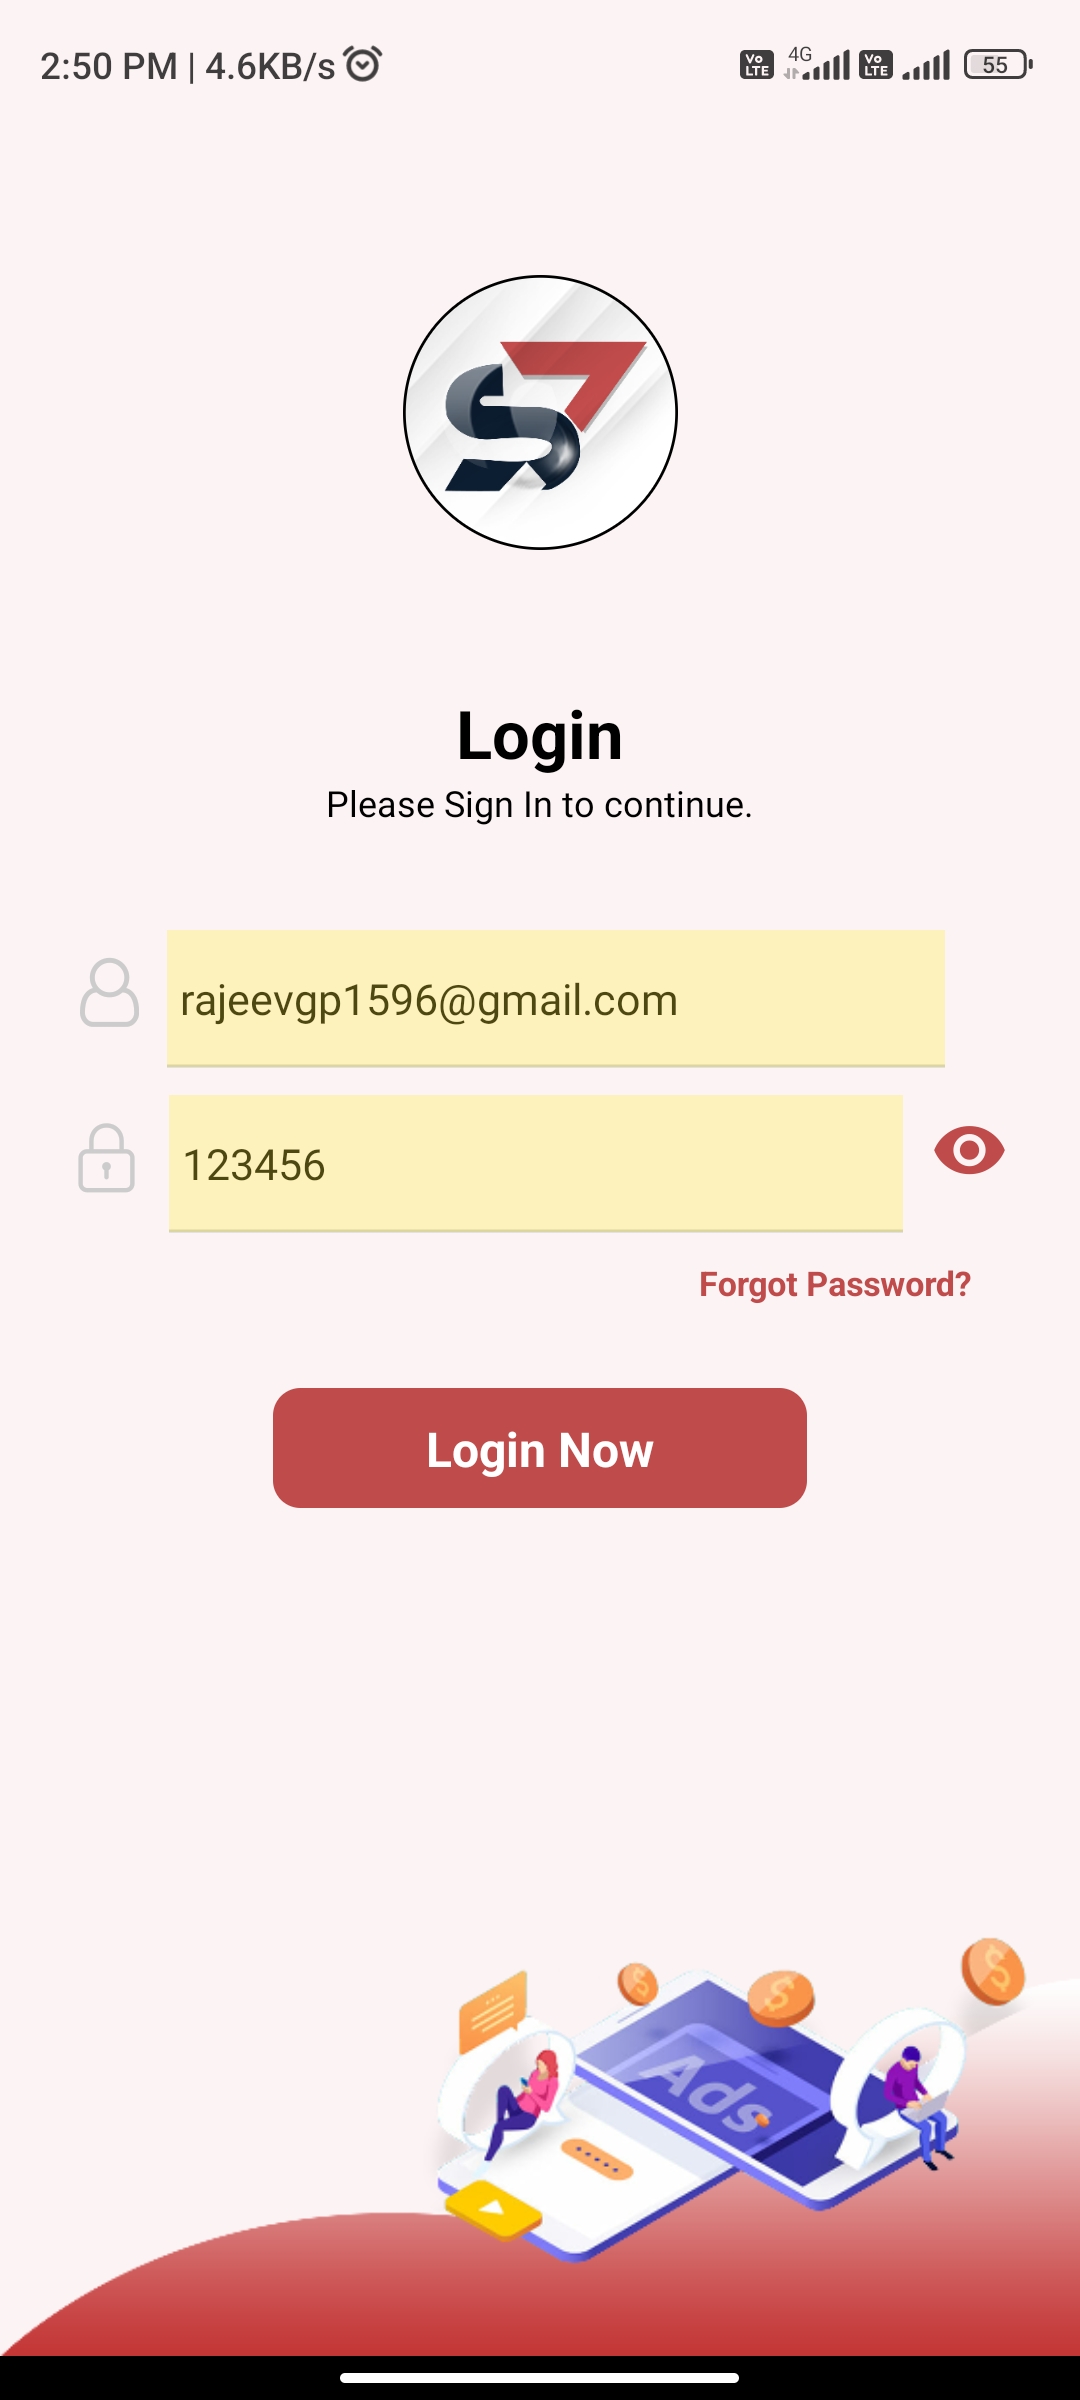 2:50 PM | 4.6KB/s
Vo LTE 4G Vo LTE 55
S7
Login
Please Sign In to continue.
rajeevgp1596@gmail.com
123456
Forgot Password?
Login Now
Ads